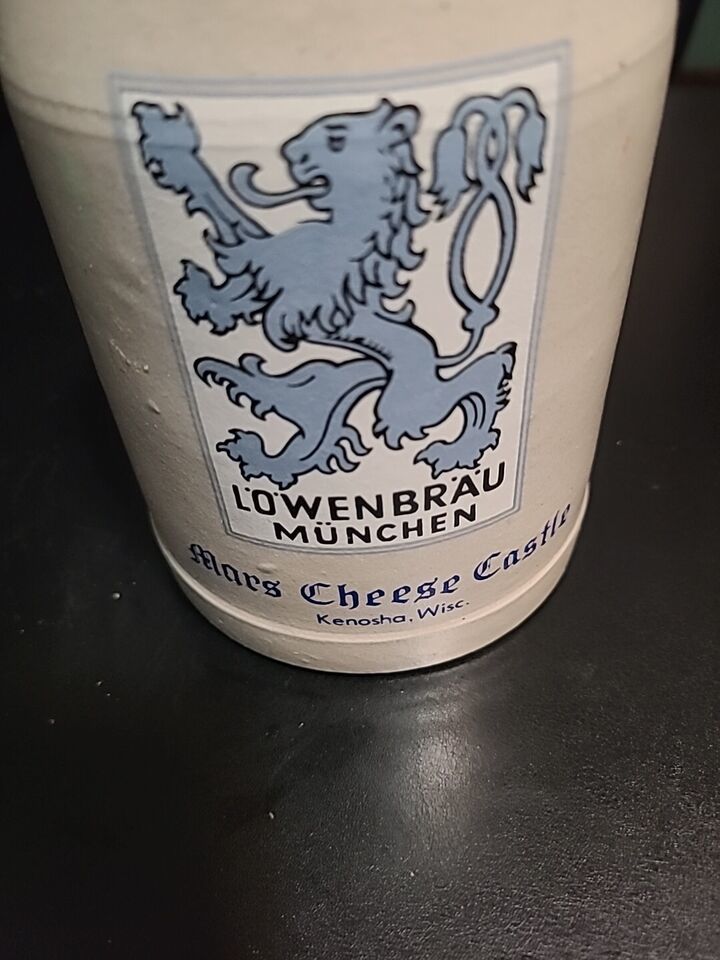 LÖWENBRÄU
MÜNCHEN
Mars Cheese Castle
Kenosha, Wisc.